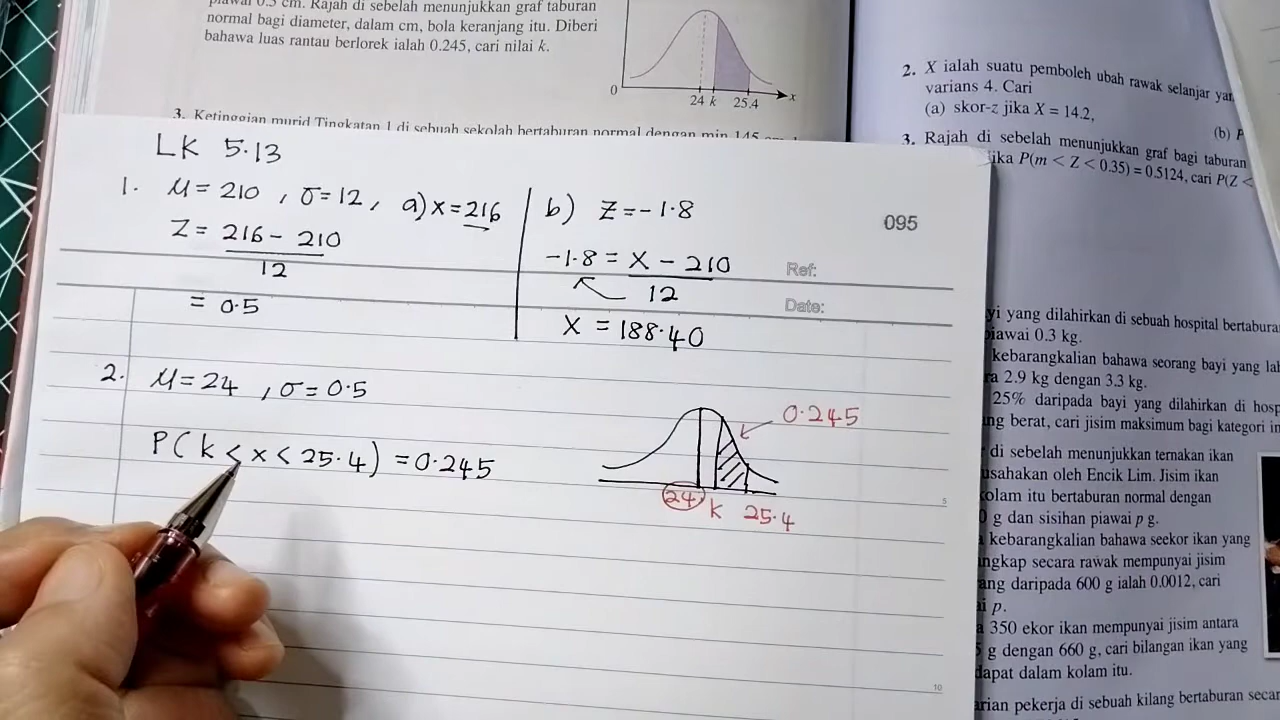 0.5 cm. Rajah di sebelah menunjukkan graf taburan
normal bagi diameter, dalam cm, bola keranjang itu. Diberi
bahawa luas rantau berlorek ialah 0.245, cari nilai k.
0
24 k 25.4
x
3. Ketinggian murid Tingkatan 1 di sebuah sekolah bertaburan normal dengan min 145 cm
2. X ialah suatu pemboleh ubah rawak selanjar
varians 4. Cari
(a) skor-z jika X = 14.2,
(b)
3. Rajah di sebelah menunjukkan graf bagi taburan
jika P(m < Z < 0.35) = 0.5124, cari P(Z <
LK 5.13
1. μ = 210 , σ = 12 , a) x = 216
Z = 216 - 210
12
= 0.5
b) Z = -1.8
-1.8 = X - 210
12
X = 188.40
095
Ref:
Date:
2. μ = 24 , σ = 0.5
P( k < x < 25.4) = 0.245
0.245
24 k 25.4
5
10
yi yang dilahirkan di sebuah hospital bertabura
piawai 0.3 kg.
kebarangkalian bahawa seorang bayi yang lah
ra 2.9 kg dengan 3.3 kg.
25% daripada bayi yang dilahirkan di hosp
ng berat, cari jisim maksimum bagi kategori in
di sebelah menunjukkan ternakan ikan
usahakan oleh Encik Lim. Jisim ikan
kolam itu bertaburan normal dengan
0 g dan sisihan piawai p g.
kebarangkalian bahawa seekor ikan yang
ngkap secara rawak mempunyai jisim
ang daripada 600 g ialah 0.0012, cari
ai p.
350 ekor ikan mempunyai jisim antara
5 g dengan 660 g, cari bilangan ikan yang
dapat dalam kolam itu.
arian pekerja di sebuah kilang bertaburan secar